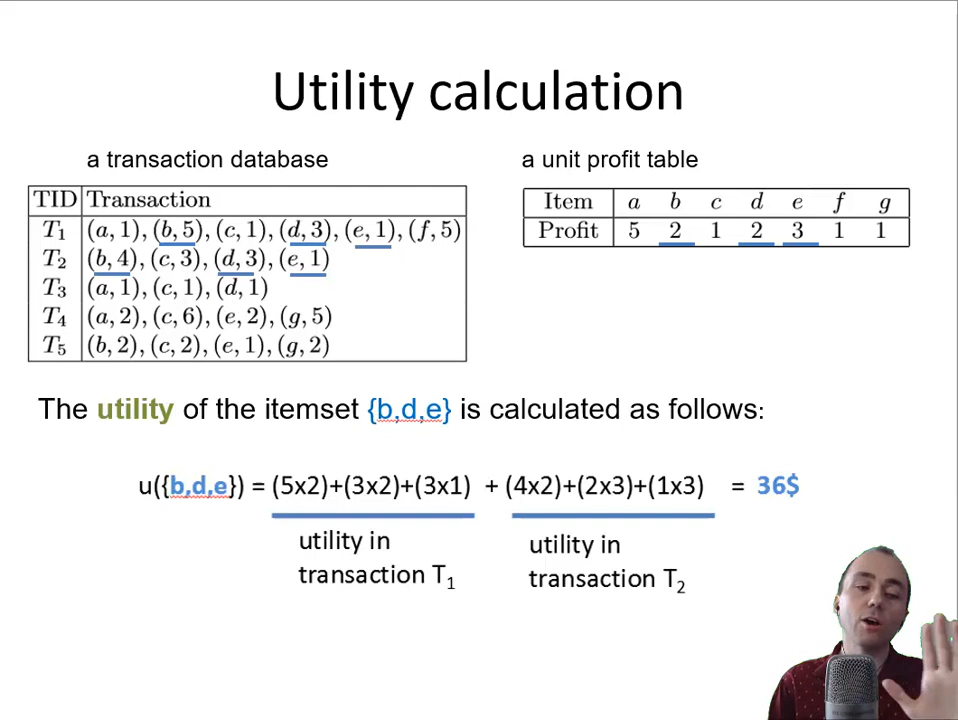 Utility calculation
a transaction database
a unit profit table
TID Transaction
T1 (a, 1), (b, 5), (c, 1), (d, 3), (e, 1), (f, 5)
T2 (b, 4), (c, 3), (d, 3), (e, 1)
T3 (a, 1), (c, 1), (d, 1)
T4 (a, 2), (c, 6), (e, 2), (g, 5)
T5 (b, 2), (c, 2), (e, 1), (g, 2)
Item a b c d e f g
Profit 5 2 1 2 3 1 1
The utility of the itemset {b,d,e} is calculated as follows:
u({b,d,e}) = (5x2)+(3x2)+(3x1) + (4x2)+(2x3)+(1x3) = 36$
utility in
transaction T1
utility in
transaction T2